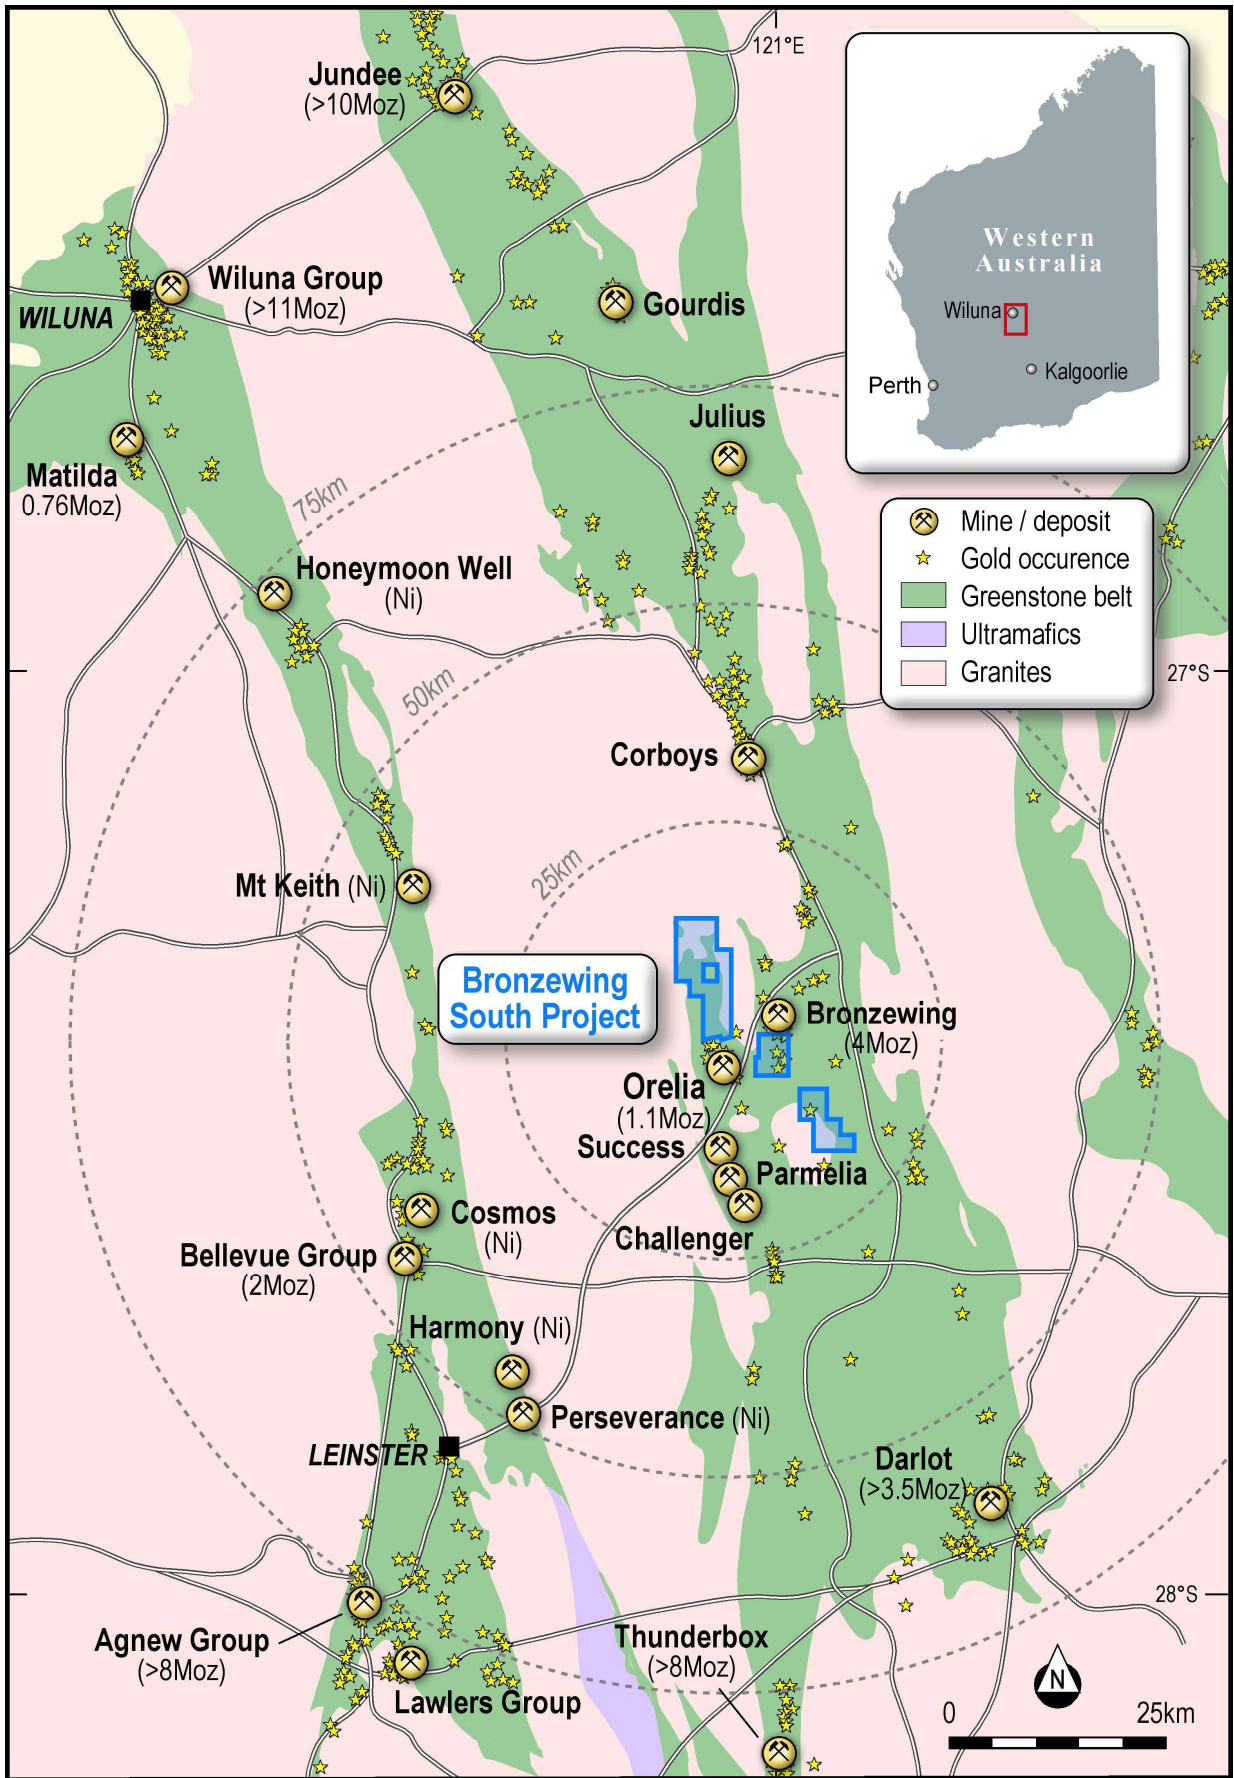 121°E
Jundee
(>10Moz)
Western
Australia
Wiluna
Kalgoorlie
Perth
Wiluna Group
(>11Moz)
WILUNA
Gourdis
Julius
Matilda
0.76Moz)
75km
Mine / deposit
Gold occurence
Greenstone belt
Ultramafics
Granites
Honeymoon Well
(Ni)
27°S
50km
Corboys
25km
Mt Keith (Ni)
Bronzewing
South Project
Bronzewing
(4Moz)
Orelia
(1.1Moz)
Success
Parmelia
Challenger
Cosmos
(Ni)
Bellevue Group
(2Moz)
Harmony (Ni)
Perseverance (Ni)
LEINSTER
Darlot
(>3.5Moz)
28°S
Agnew Group
(>8Moz)
Lawlers Group
Thunderbox
(>8Moz)
N
0 25km